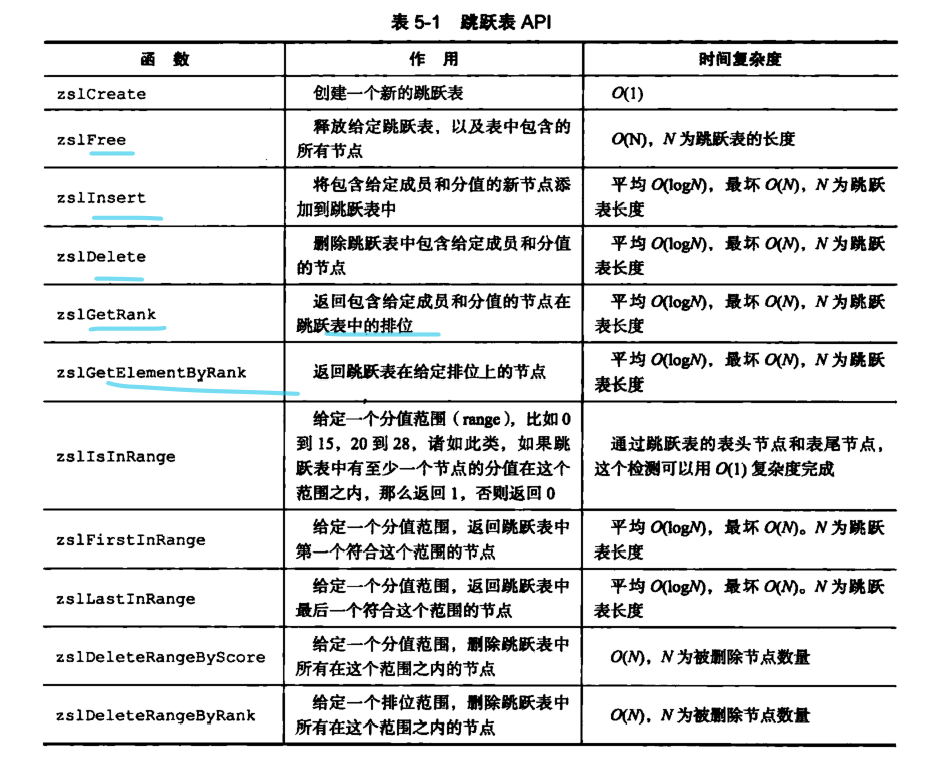 表 5-1 跳跃表 API
函 数 作 用 时间复杂度
zslCreate 创建一个新的跳跃表 O(1)
zslFree 释放给定跳跃表，以及表中包含的
所有节点 O(N)，N 为跳跃表的长度
zslInsert 将包含给定成员和分值的新节点添
加到跳跃表中 平均 O(logN)，最坏 O(N)，N 为跳跃
表长度
zslDelete 删除跳跃表中包含给定成员和分值
的节点 平均 O(logN)，最坏 O(N)，N 为跳跃
表长度
zslGetRank 返回包含给定成员和分值的节点在
跳跃表中的排位 平均 O(logN)，最坏 O(N)，N 为跳跃
表长度
zslGetElementByRank 返回跳跃表在给定排位上的节点 平均 O(logN)，最坏 O(N)，N 为跳跃
表长度
zslIsInRange 给定一个分值范围（range），比如 0
到 15，20 到 28，诸如此类，如果跳
跃表中有至少一个节点的分值在这个
范围之内，那么返回 1，否则返回 0 通过跳跃表的表头节点和表尾节点，
这个检测可以用 O(1) 复杂度完成
zslFirstInRange 给定一个分值范围，返回跳跃表中
第一个符合这个范围的节点 平均 O(logN)，最坏 O(N)。N 为跳跃
表长度
zslLastInRange 给定一个分值范围，返回跳跃表中
最后一个符合这个范围的节点 平均 O(logN)，最坏 O(N)。N 为跳跃
表长度
zslDeleteRangeByScore 给定一个分值范围，删除跳跃表中
所有在这个范围之内的节点 O(N)，N 为被删除节点数量
zslDeleteRangeByRank 给定一个排位范围，删除跳跃表中
所有在这个范围之内的节点 O(N)，N 为被删除节点数量